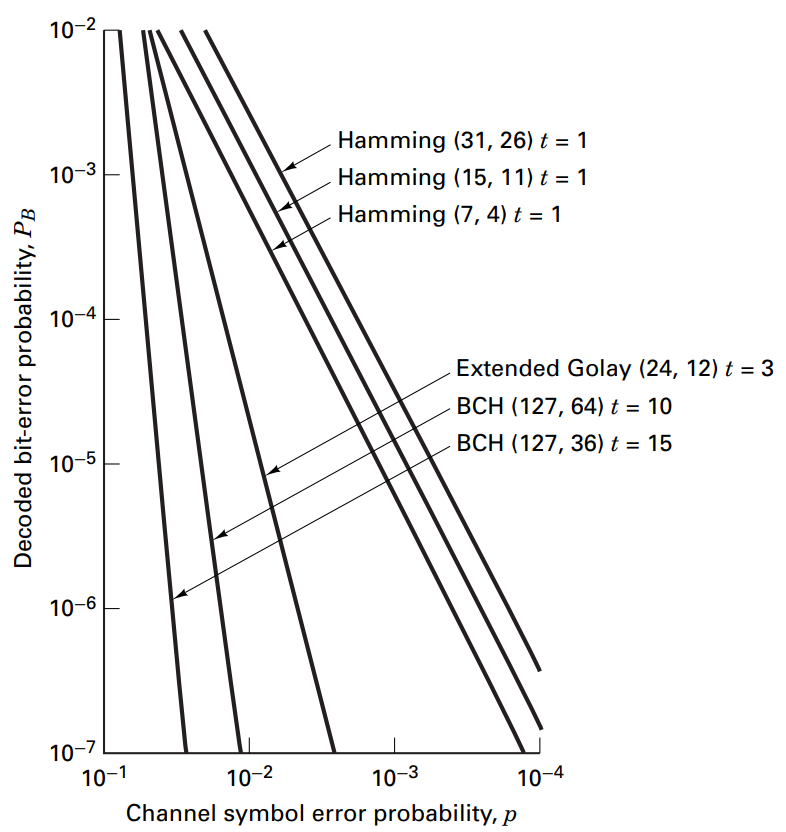 10⁻²
10⁻³
10⁻⁴
10⁻⁵
10⁻⁶
10⁻⁷
Decoded bit-error probability, P_B
Hamming (31, 26) t = 1
Hamming (15, 11) t = 1
Hamming (7, 4) t = 1
Extended Golay (24, 12) t = 3
BCH (127, 64) t = 10
BCH (127, 36) t = 15
10⁻¹ 10⁻² 10⁻³ 10⁻⁴
Channel symbol error probability, p